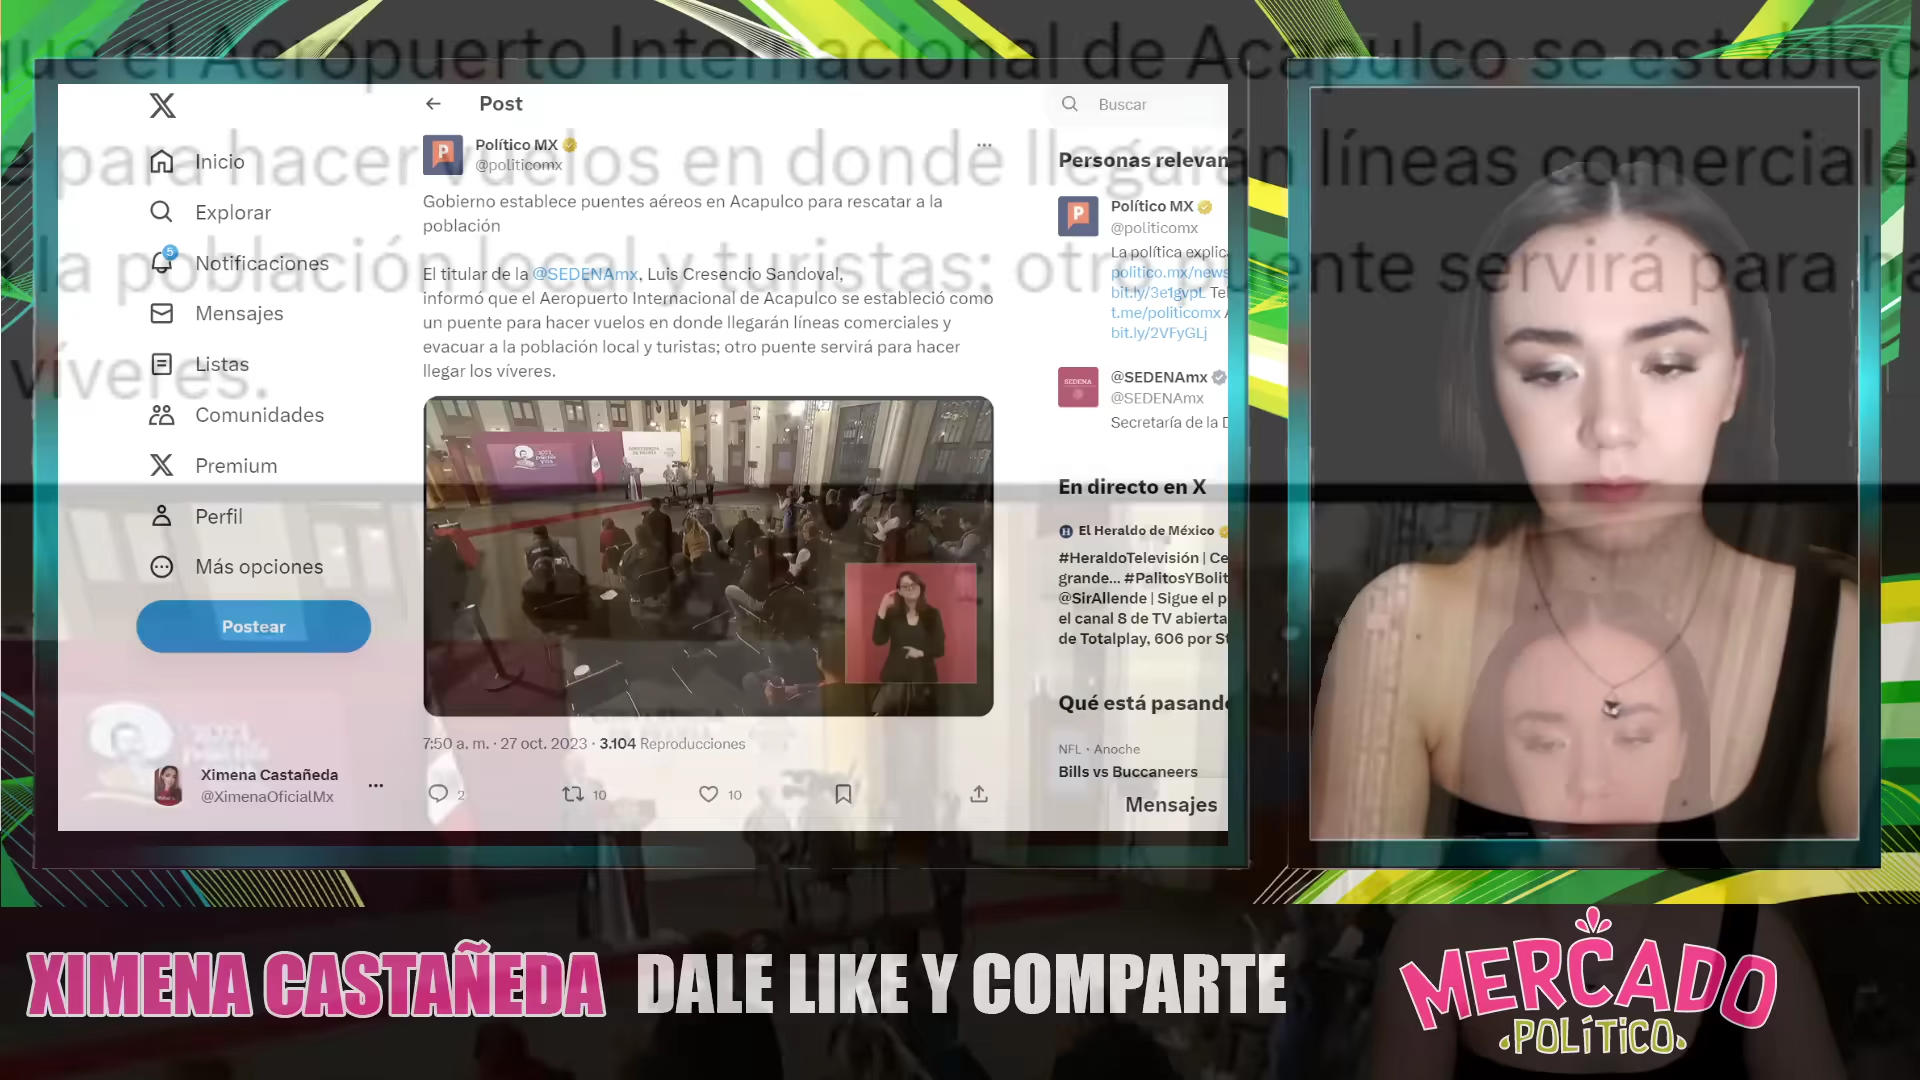 que el Aeropuerto Internacional de Acapulco se establec
e para hacer vuelos en donde llegarán líneas comerciale
la población local y turistas; otro puente servirá para ha
víveres.
Inicio
Explorar
5
Notificaciones
Mensajes
Listas
Comunidades
Premium
Perfil
Más opciones
Postear
Ximena Castañeda
@XimenaOficialMx
Post
Político MX
@politicomx
Gobierno establece puentes aéreos en Acapulco para rescatar a la
población
El titular de la @SEDENAmx, Luis Cresencio Sandoval,
informó que el Aeropuerto Internacional de Acapulco se estableció como
un puente para hacer vuelos en donde llegarán líneas comerciales y
evacuar a la población local y turistas; otro puente servirá para hacer
llegar los víveres.
7:50 a. m. · 27 oct. 2023 · 3.104 Reproducciones
2
10
10
Buscar
Personas relevan
Político MX
@politicomx
La política explic
politico.mx/news
bit.ly/3e1gvpL Te
t.me/politicomx
bit.ly/2VFyGLj
SEDENA
@SEDENAmx
@SEDENAmx
Secretaría de la D
En directo en X
El Heraldo de México
#HeraldoTelevisión | Ce
grande... #PalitosYBolit
@SirAllende | Sigue el p
el canal 8 de TV abierta
de Totalplay, 606 por St
Qué está pasando
NFL · Anoche
Bills vs Buccaneers
Mensajes
XIMENA CASTAÑEDA
DALE LIKE Y COMPARTE
MERCADO
POLÍTICO